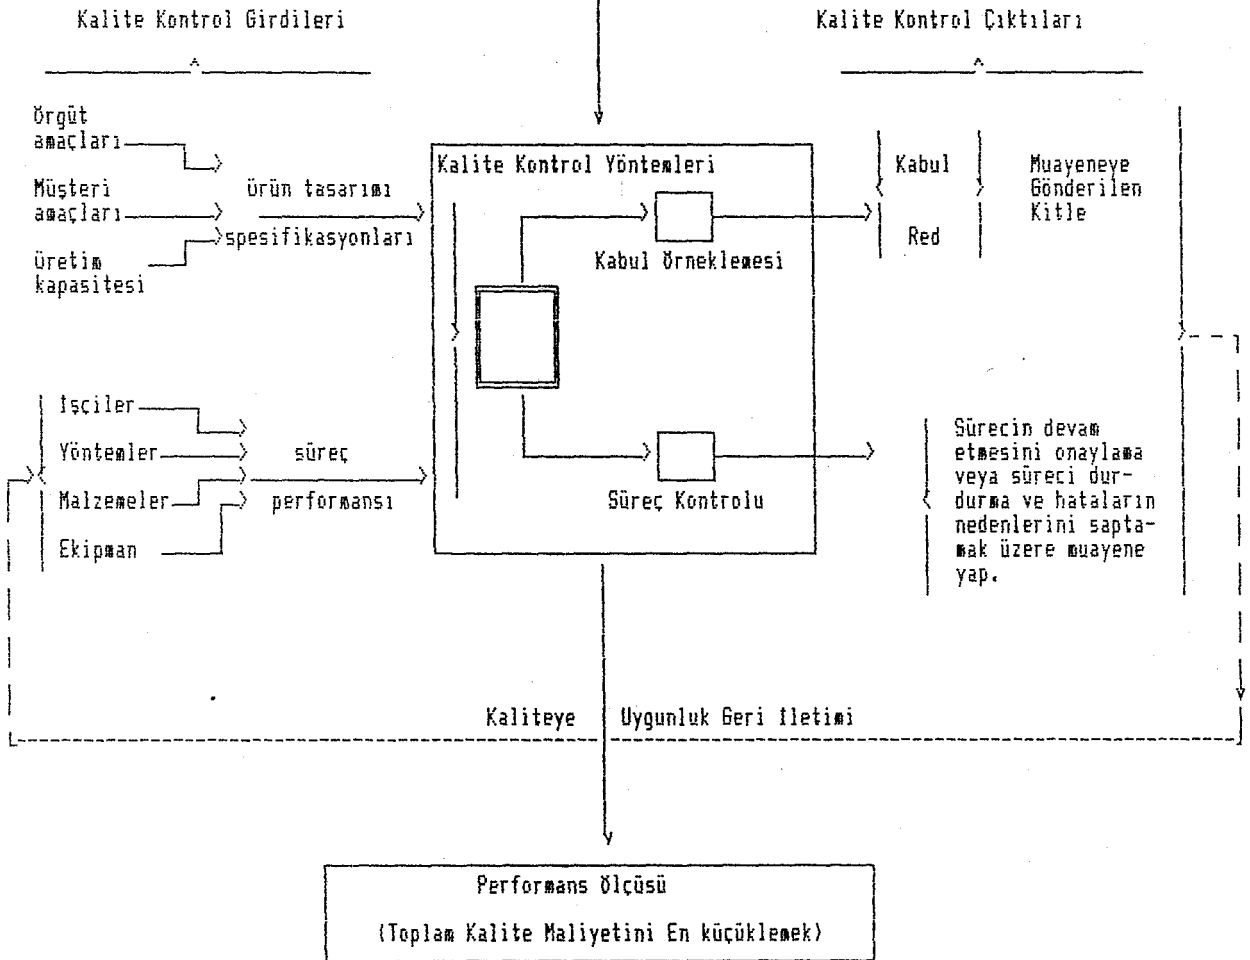 Kalite Kontrol Girdileri
Kalite Kontrol Çıktıları
Örgüt
amaçları
Müşteri
amaçları
üretim
kapasitesi
ürün tasarımı
spesifikasyonları
Kalite Kontrol Yöntemleri
Kabul Örneklemesi
Kabul
Red
Muayeneye
Gönderilen
Kitle
İşçiler
Yöntemler
Malzemeler
Ekipman
süreç
performansı
Süreç Kontrolu
Sürecin devam
etmesini onaylama
veya süreci dur-
durma ve hataların
nedenlerini sapta-
mak üzere muayene
yap.
Kaliteye Uygunluk Geri İletimi
Performans Ölçüsü
(Toplam Kalite Maliyetini En küçüklemek)